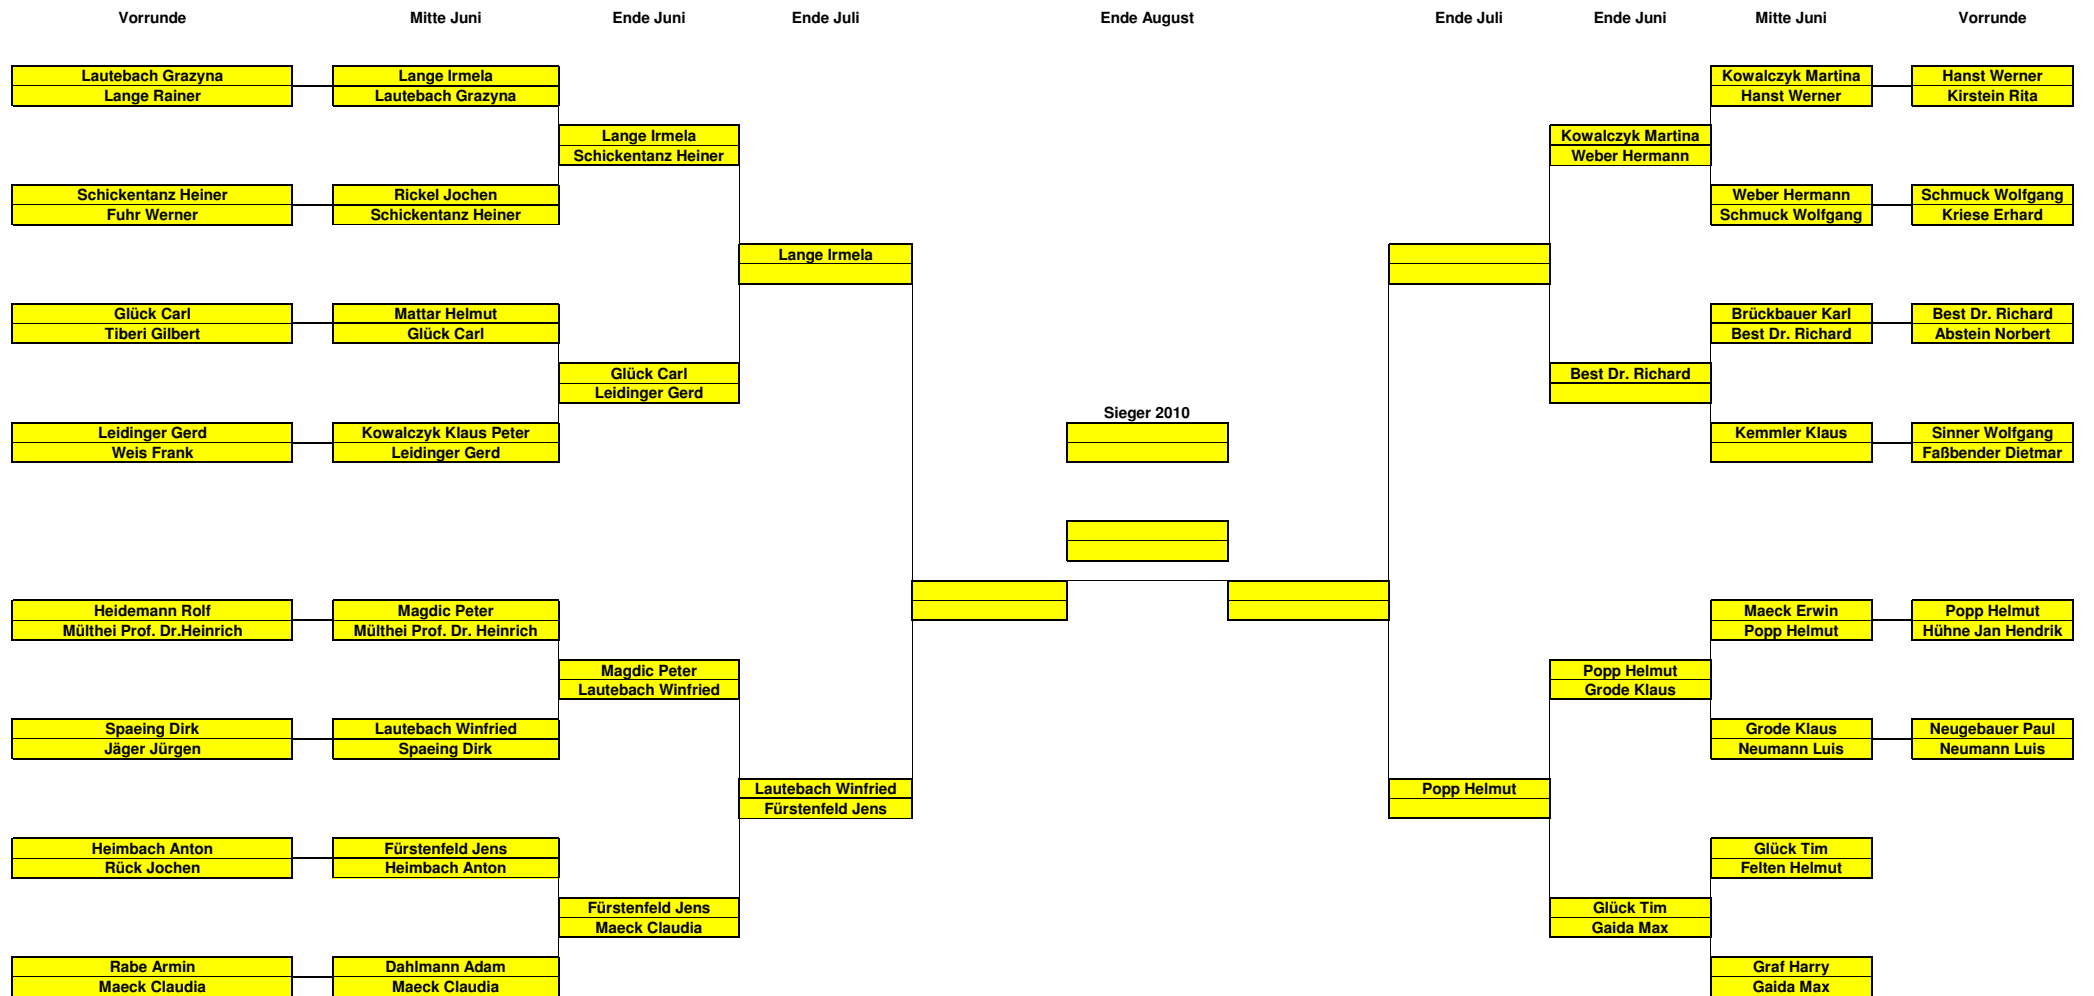 Vorrunde
Mitte Juni
Ende Juni
Ende Juli
Ende August
Ende Juli
Ende Juni
Mitte Juni
Vorrunde
Lautebach Grazyna
Lange Rainer
Schickentanz Heiner
Fuhr Werner
Glück Carl
Tiberi Gilbert
Leidinger Gerd
Weis Frank
Heidemann Rolf
Mülthei Prof. Dr.Heinrich
Spaeing Dirk
Jäger Jürgen
Heimbach Anton
Rück Jochen
Rabe Armin
Maeck Claudia
Lange Irmela
Lautebach Grazyna
Rickel Jochen
Schickentanz Heiner
Mattar Helmut
Glück Carl
Kowalczyk Klaus Peter
Leidinger Gerd
Magdic Peter
Mülthei Prof. Dr. Heinrich
Lautebach Winfried
Spaeing Dirk
Fürstenfeld Jens
Heimbach Anton
Dahlmann Adam
Maeck Claudia
Lange Irmela
Schickentanz Heiner
Glück Carl
Leidinger Gerd
Magdic Peter
Lautebach Winfried
Fürstenfeld Jens
Maeck Claudia
Lange Irmela
Lautebach Winfried
Fürstenfeld Jens
Sieger 2010
Popp Helmut
Kowalczyk Martina
Weber Hermann
Best Dr. Richard
Popp Helmut
Grode Klaus
Glück Tim
Gaida Max
Kowalczyk Martina
Hanst Werner
Weber Hermann
Schmuck Wolfgang
Brückbauer Karl
Best Dr. Richard
Kemmler Klaus
Maeck Erwin
Popp Helmut
Grode Klaus
Neumann Luis
Glück Tim
Felten Helmut
Graf Harry
Gaida Max
Hanst Werner
Kirstein Rita
Schmuck Wolfgang
Kriese Erhard
Best Dr. Richard
Abstein Norbert
Sinner Wolfgang
Faßbender Dietmar
Popp Helmut
Hühne Jan Hendrik
Neugebauer Paul
Neumann Luis